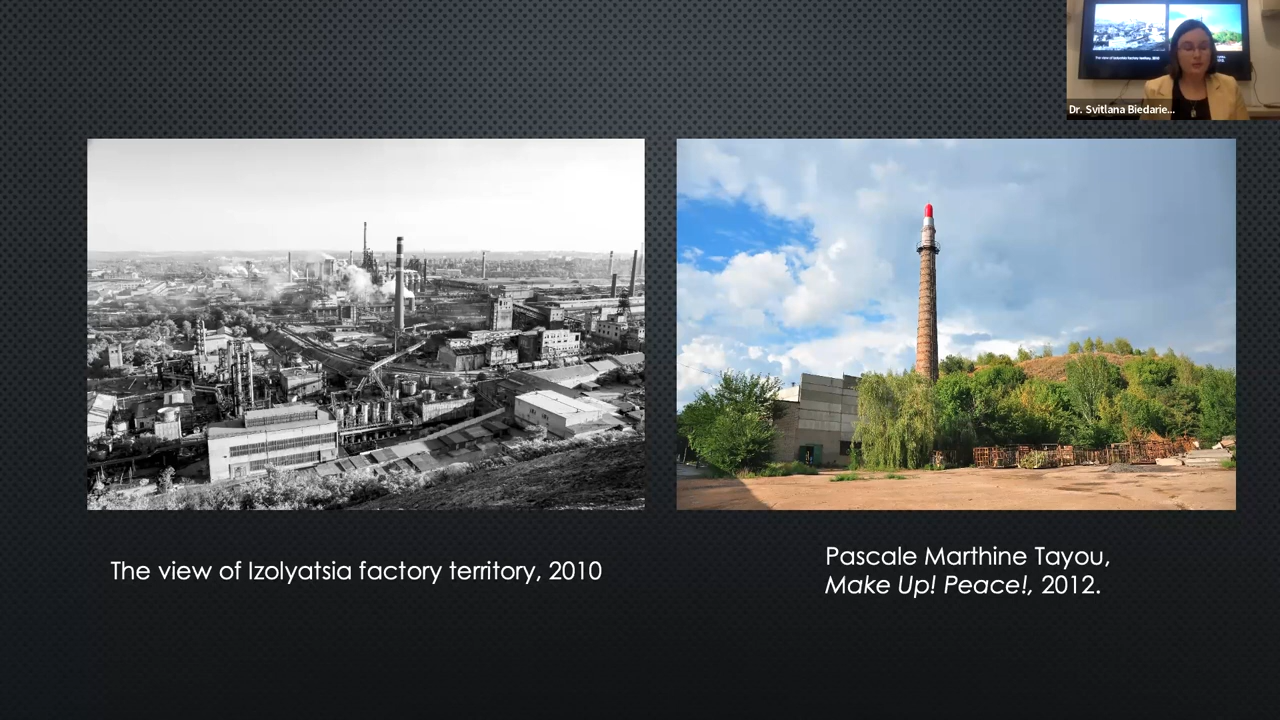 Dr. Svitlana Biedarie...
The view of Izolyatsia factory territory, 2010
Pascale Marthine Tayou,
Make Up! Peace!, 2012.